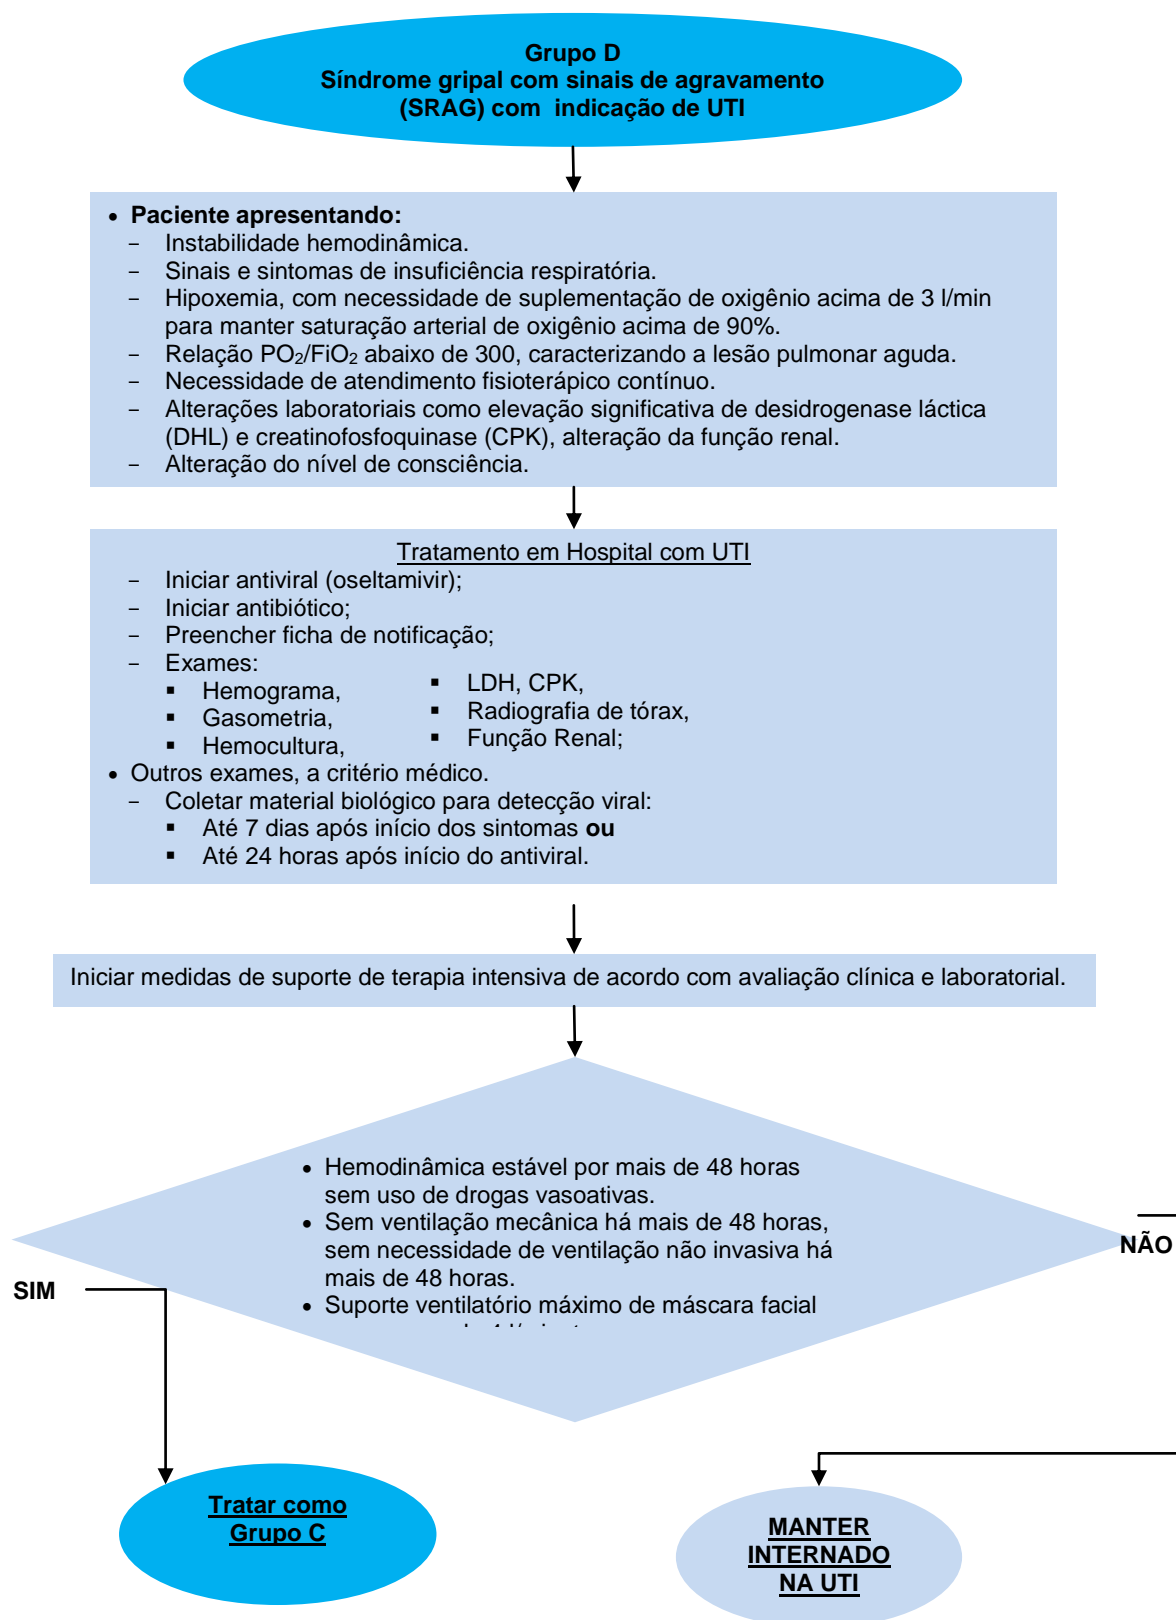 Grupo D
Síndrome gripal com sinais de agravamento
(SRAG) com indicação de UTI
• Paciente apresentando:
– Instabilidade hemodinâmica.
– Sinais e sintomas de insuficiência respiratória.
– Hipoxemia, com necessidade de suplementação de oxigênio acima de 3 l/min
para manter saturação arterial de oxigênio acima de 90%.
– Relação PO₂/FiO₂ abaixo de 300, caracterizando a lesão pulmonar aguda.
– Necessidade de atendimento fisioterápico contínuo.
– Alterações laboratoriais como elevação significativa de desidrogenase láctica
(DHL) e creatinofosfoquinase (CPK), alteração da função renal.
– Alteração do nível de consciência.
Tratamento em Hospital com UTI
– Iniciar antiviral (oseltamivir);
– Iniciar antibiótico;
– Preencher ficha de notificação;
– Exames:
▪ Hemograma,
▪ Gasometria,
▪ Hemocultura,
▪ LDH, CPK,
▪ Radiografia de tórax,
▪ Função Renal;
• Outros exames, a critério médico.
– Coletar material biológico para detecção viral:
▪ Até 7 dias após início dos sintomas ou
▪ Até 24 horas após início do antiviral.
Iniciar medidas de suporte de terapia intensiva de acordo com avaliação clínica e laboratorial.
• Hemodinâmica estável por mais de 48 horas
sem uso de drogas vasoativas.
• Sem ventilação mecânica há mais de 48 horas,
sem necessidade de ventilação não invasiva há
mais de 48 horas.
• Suporte ventilatório máximo de máscara facial
NÃO
SIM
Tratar como
Grupo C
MANTER
INTERNADO
NA UTI